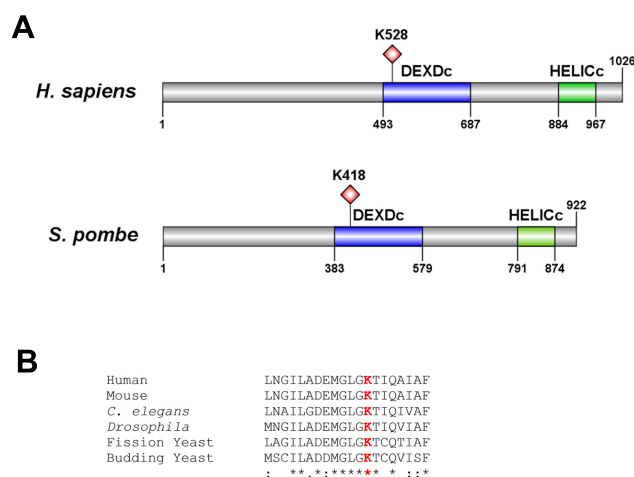 A
K528
DEXDc
HELICc
1026
H. sapiens
1
493
687
884
967
K418
DEXDc
HELICc
922
S. pombe
1
383
579
791
874
B
Human LNGILADEMGLGKTIQAIAF
Mouse LNGILADEMGLGKTIQAIAF
C. elegans LNAILGDEMGLGKTIQIVAF
Drosophila MNGILADEMGLGKTIQVIAF
Fission Yeast LAGILADEMGLGKTCQTIAF
Budding Yeast MSCILADDMGLGKTCQVISF
: **.*:****** * ::*